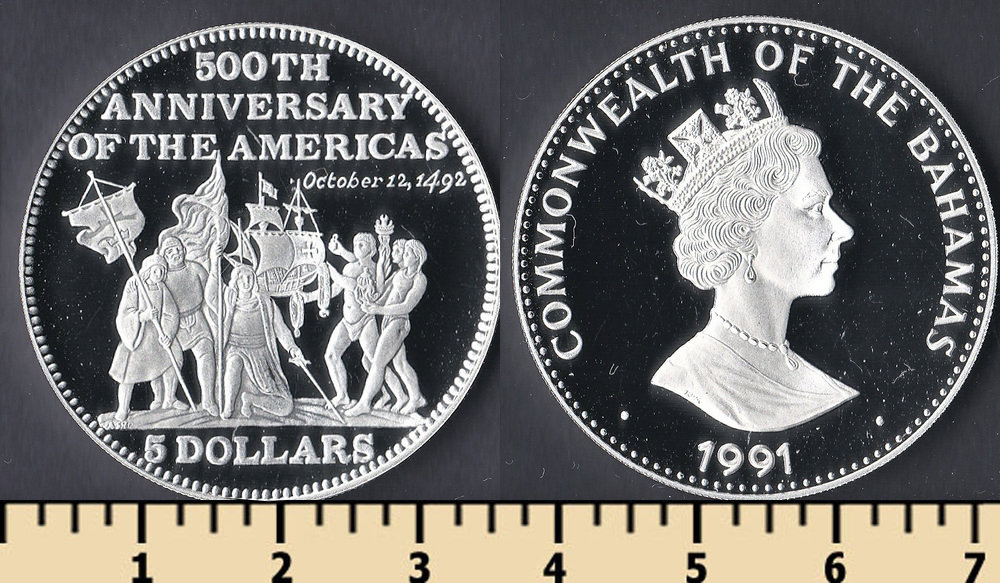 500TH
ANNIVERSARY
OF THE AMERICAS
October 12, 1492
5 DOLLARS
COMMONWEALTH OF THE BAHAMAS
1991
1 2 3 4 5 6 7